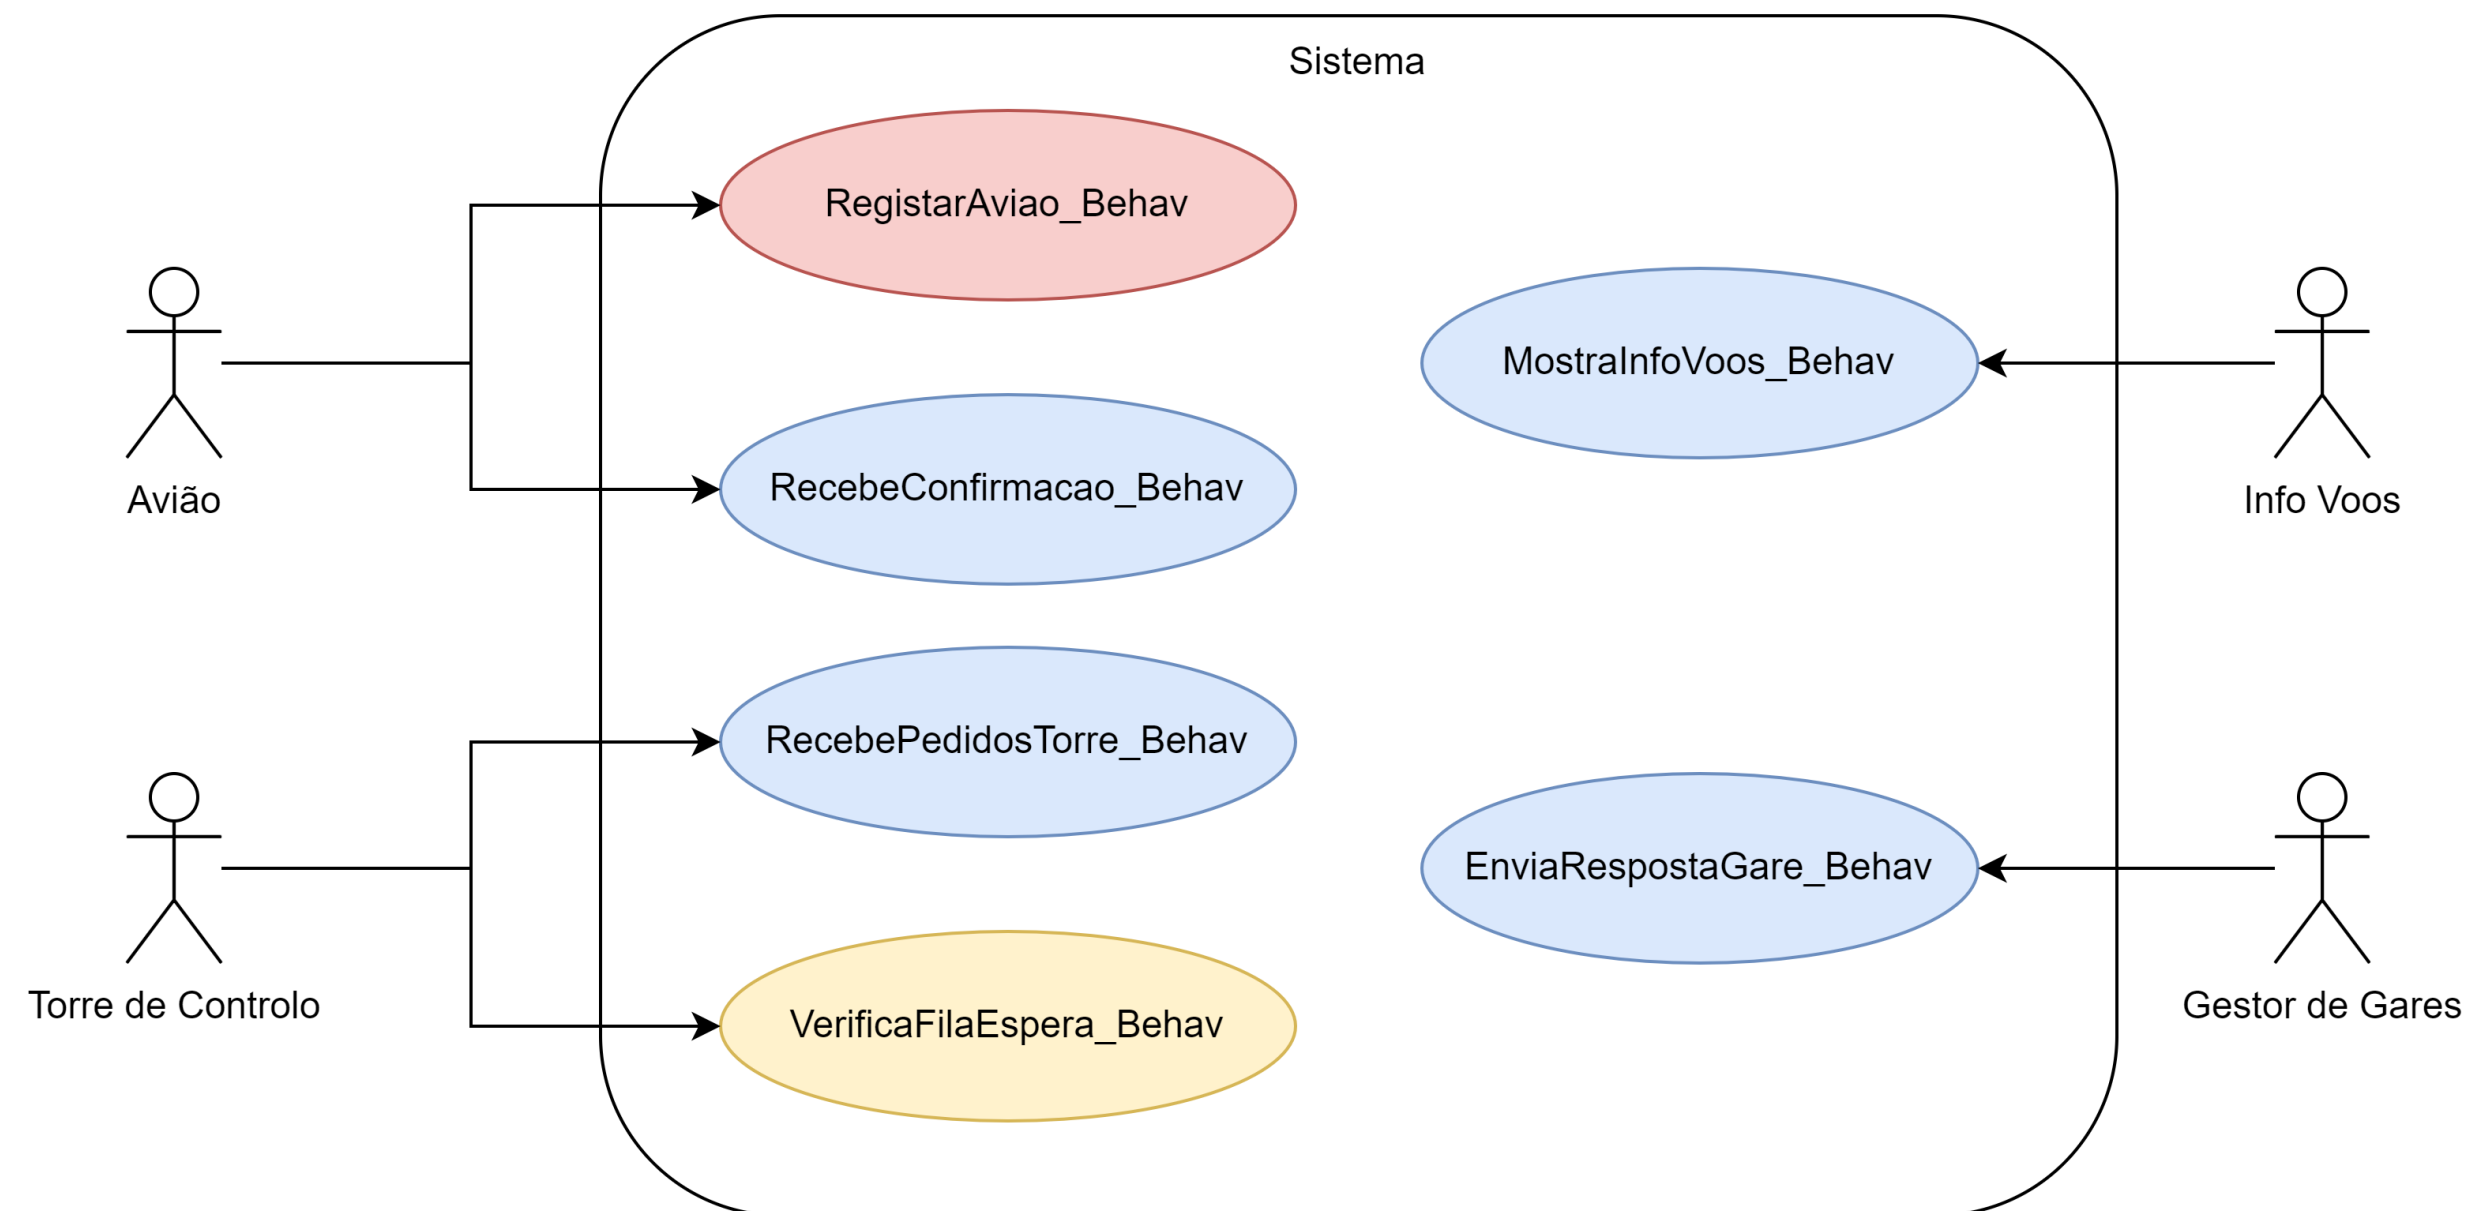 Sistema
RegistarAviao_Behav
MostraInfoVoos_Behav
RecebeConfirmacao_Behav
Avião
Info Voos
RecebePedidosTorre_Behav
EnviaRespostaGare_Behav
Torre de Controlo
Gestor de Gares
VerificaFilaEspera_Behav